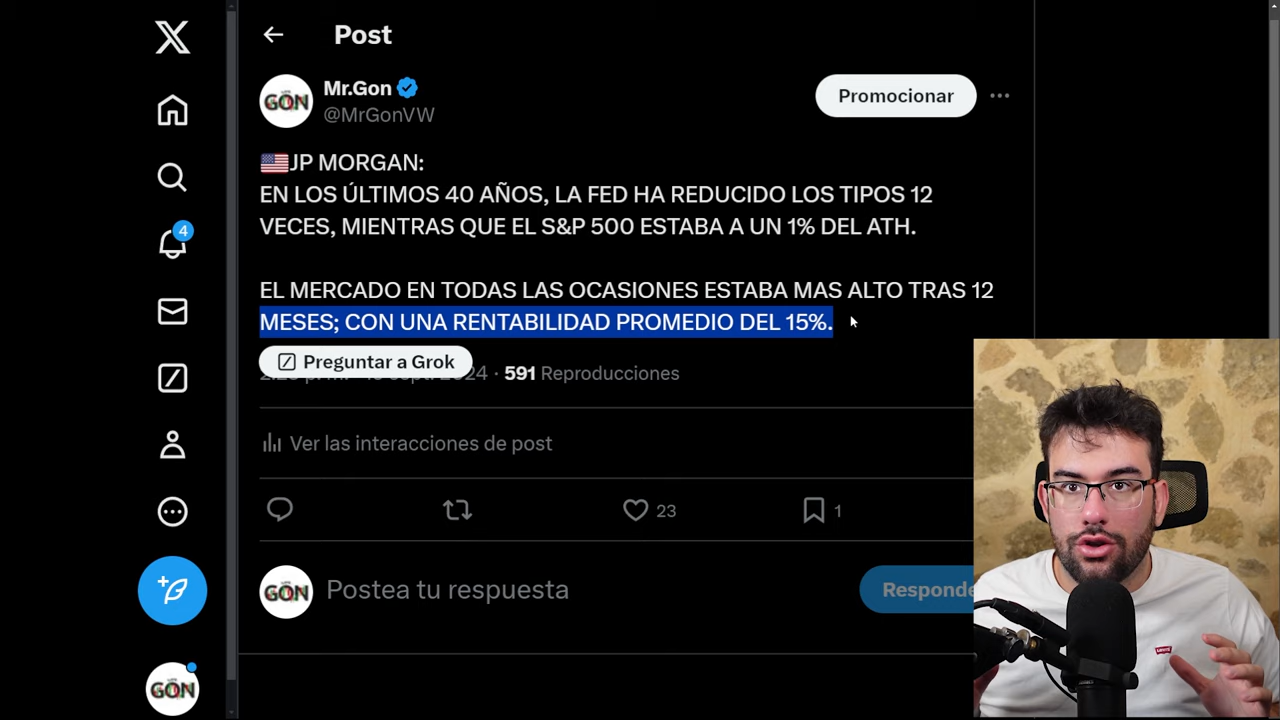 Post
GON
Mr.Gon
@MrGonVW
Promocionar
4
JP MORGAN:
EN LOS ÚLTIMOS 40 AÑOS, LA FED HA REDUCIDO LOS TIPOS 12
VECES, MIENTRAS QUE EL S&P 500 ESTABA A UN 1% DEL ATH.
EL MERCADO EN TODAS LAS OCASIONES ESTABA MAS ALTO TRAS 12
MESES; CON UNA RENTABILIDAD PROMEDIO DEL 15%.
Preguntar a Grok
24 · 591 Reproducciones
Ver las interacciones de post
23
1
GON
Postea tu respuesta
Responde
GON